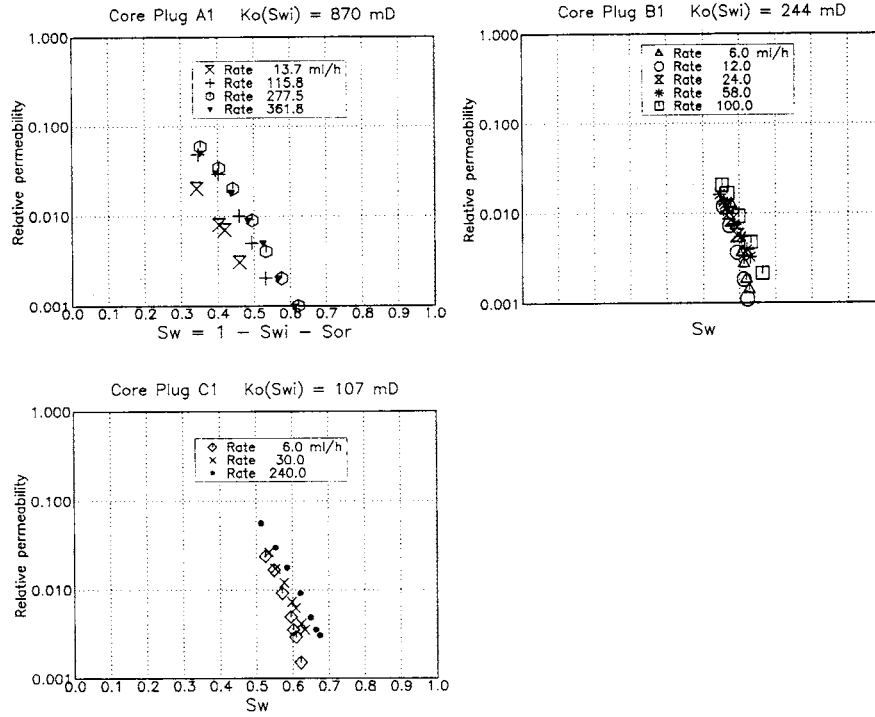 Core Plug A1 Ko(Swi) = 870 mD
1.000
0.100
0.010
0.001
Relative permeability
Rate 13.7 ml/h
Rate 115.8
Rate 277.5
Rate 361.8
0.0 0.1 0.2 0.3 0.4 0.5 0.6 0.7 0.8 0.9 1.0
Sw = 1 - Swi - Sor
Core Plug B1 Ko(Swi) = 244 mD
1.000
0.100
0.010
0.001
Relative permeability
Rate 6.0 ml/h
Rate 12.0
Rate 24.0
Rate 58.0
Rate 100.0
Sw
Core Plug C1 Ko(Swi) = 107 mD
1.000
0.100
0.010
0.001
Relative permeability
Rate 6.0 ml/h
Rate 30.0
Rate 240.0
0.0 0.1 0.2 0.3 0.4 0.5 0.6 0.7 0.8 0.9 1.0
Sw